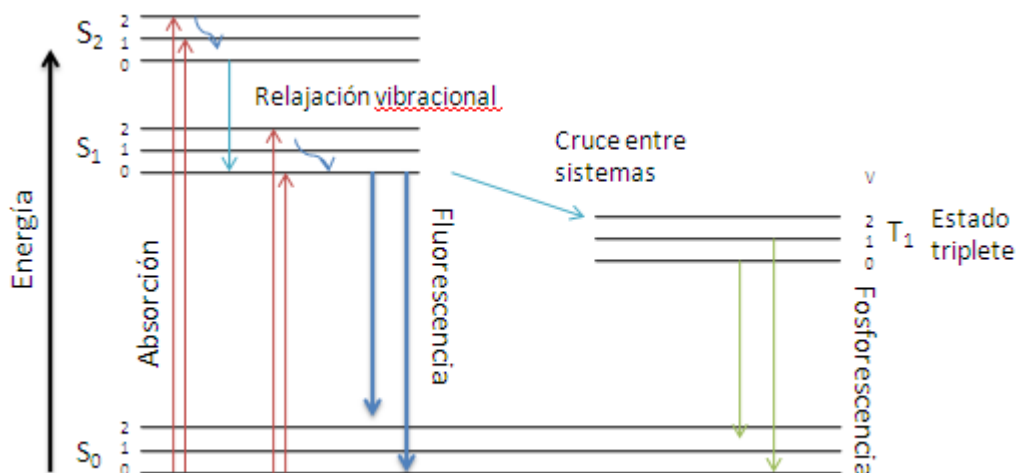 S2
2
1
0
Relajación vibracional
S1
2
1
0
Cruce entre
sistemas
v
2
1
0
T1
Estado
triplete
Energía
Absorción
Fluorescencia
Fosforescencia
S0
2
1
0